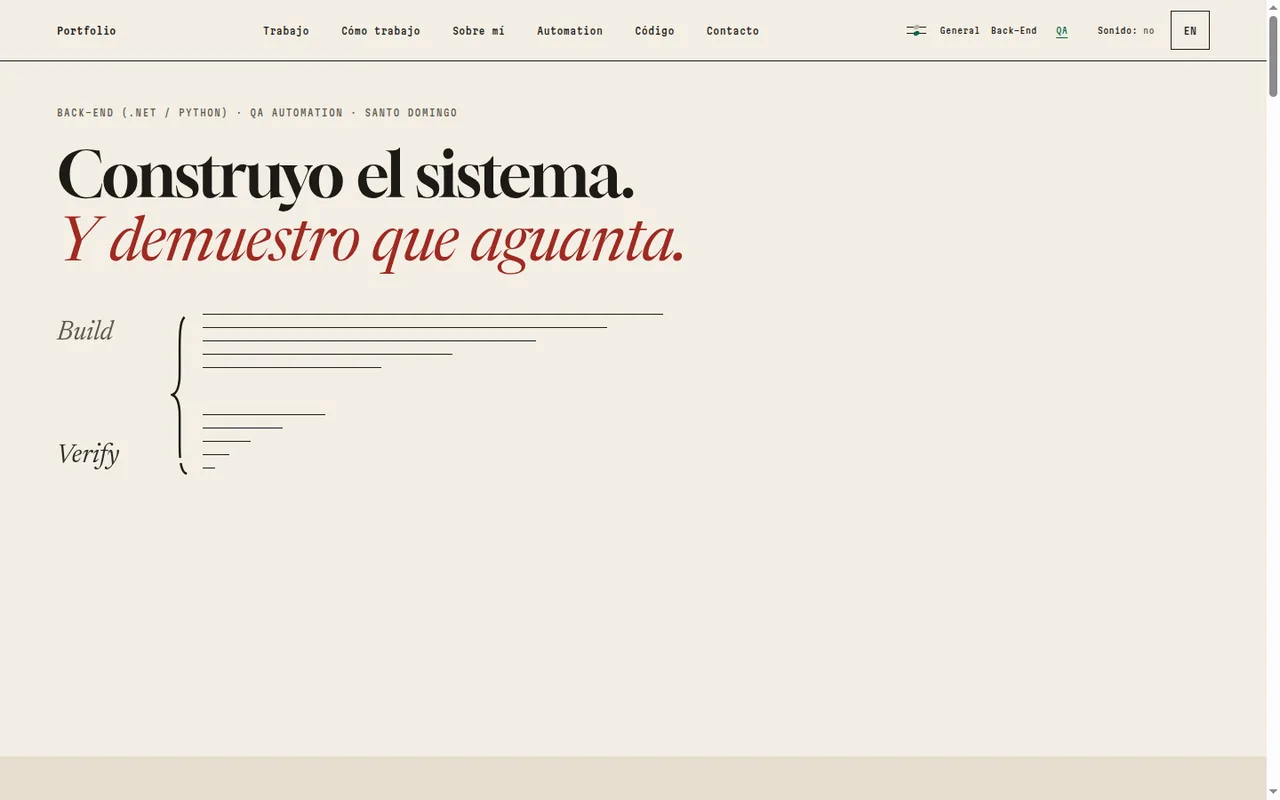 Portfolio
Trabajo
Cómo trabajo
Sobre mí
Automation
Código
Contacto
General
Back-End
QA
Sonido: no
EN
BACK-END (.NET / PYTHON) · QA AUTOMATION · SANTO DOMINGO
Construyo el sistema.
Y demuestro que aguanta.
Build
Verify